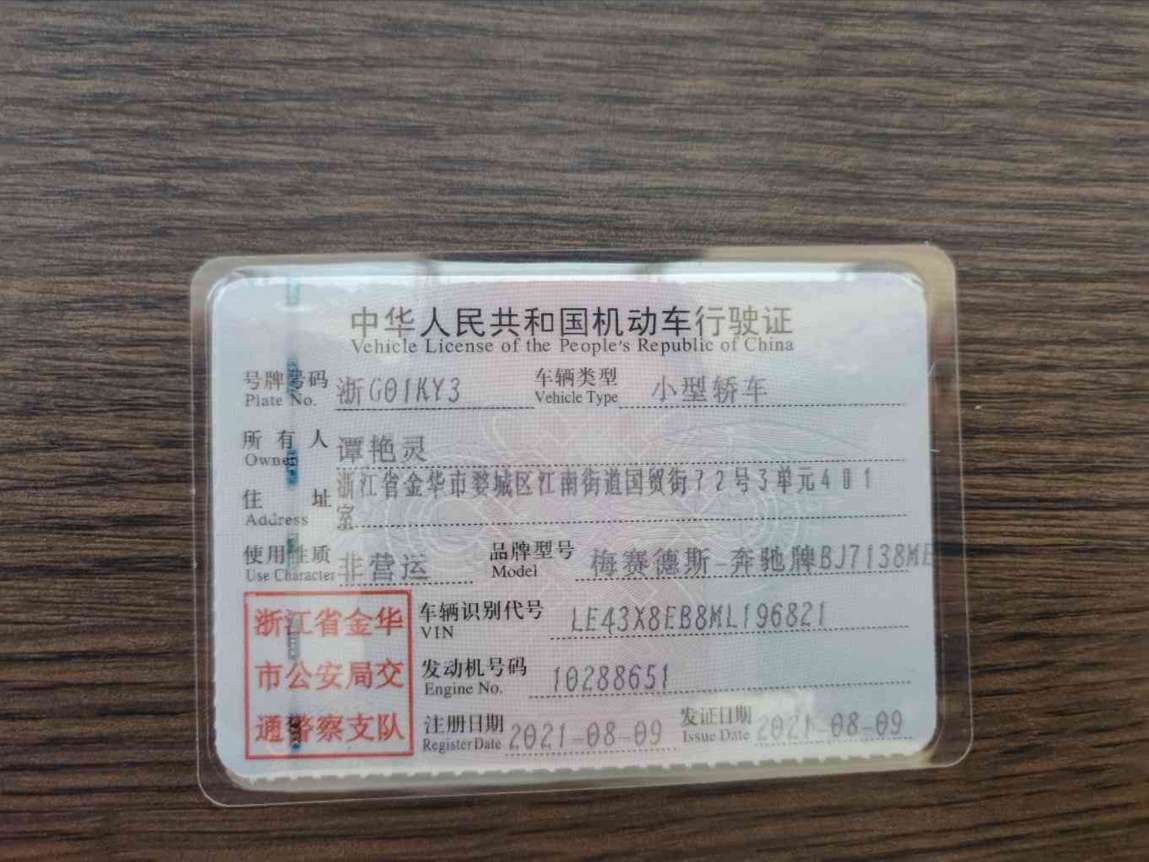 中华人民共和国机动车行驶证
Vehicle License of the People's Republic of China
号牌号码 浙G01KY3 车辆类型 小型轿车
Plate No. Vehicle Type
所有人 谭艳灵
Owner
住址 浙江省金华市婺城区江南街道国贸街72号3单元401
Address 室
使用性质 非营运 品牌型号 梅赛德斯-奔驰牌BJ7138ME
Use Character Model
浙江省金华 车辆识别代号 LE43X8EB8ML196821
VIN
市公安局交 发动机号码 10288651
Engine No.
通警察支队 注册日期 2021-08-09 发证日期 2021-08-09
Register Date Issue Date